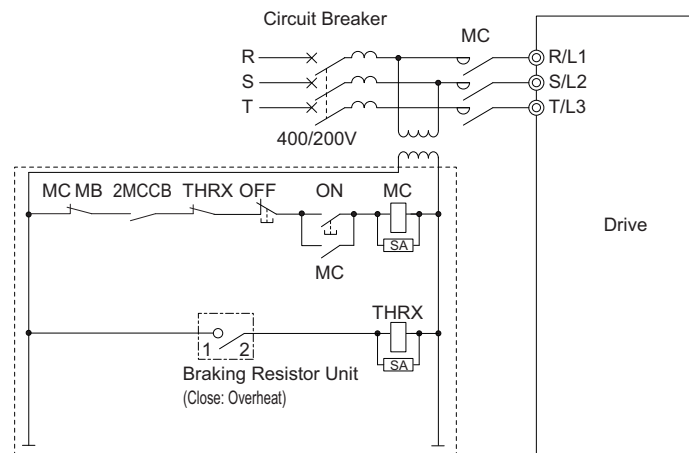 Circuit Breaker
MC
R
R/L1
S
S/L2
T
T/L3
400/200V
MC MB 2MCCB THRX OFF ON MC
SA
MC
Drive
THRX
1 2
SA
Braking Resistor Unit
(Close: Overheat)